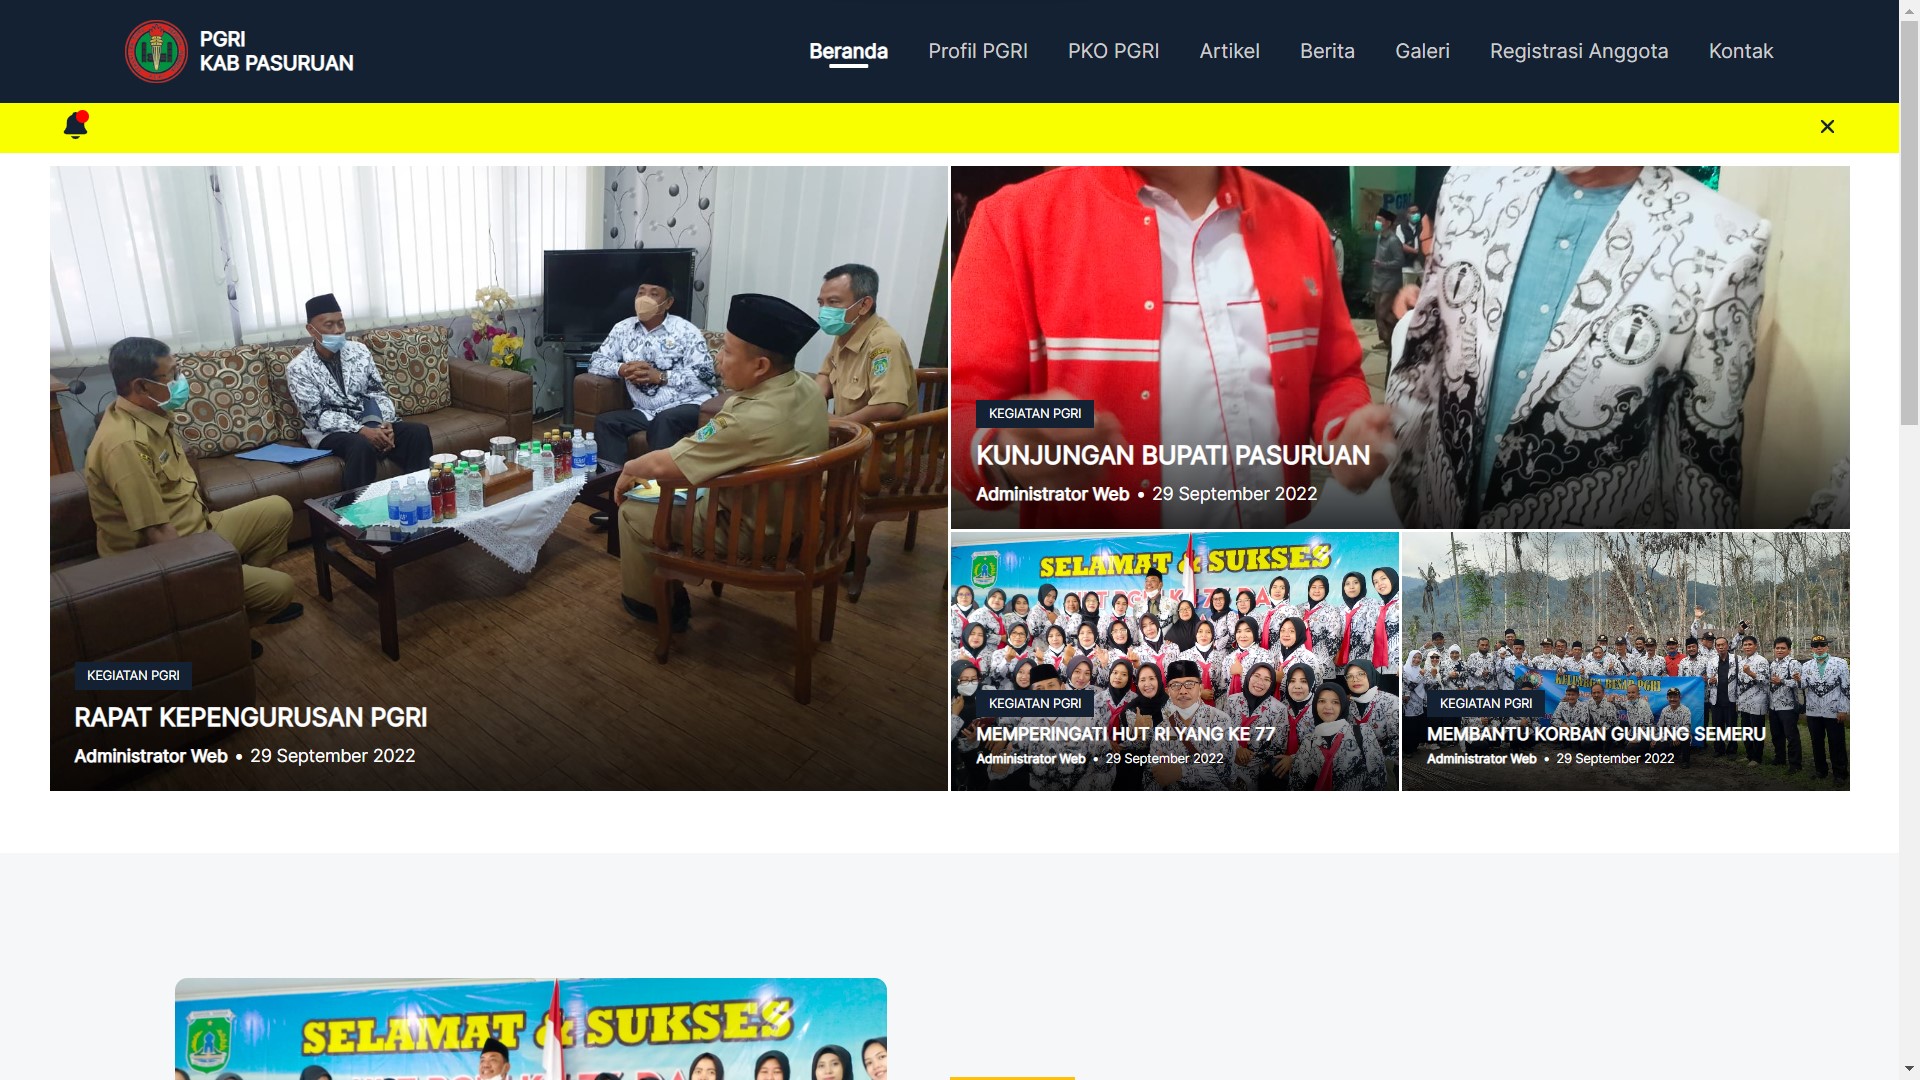 PGRI
KAB PASURUAN
Beranda
Profil PGRI
PKO PGRI
Artikel
Berita
Galeri
Registrasi Anggota
Kontak
KEGIATAN PGRI
RAPAT KEPENGURUSAN PGRI
Administrator Web • 29 September 2022
KEGIATAN PGRI
KUNJUNGAN BUPATI PASURUAN
Administrator Web • 29 September 2022
SELAMAT & SUKSES
KEGIATAN PGRI
MEMPERINGATI HUT RI YANG KE 77
Administrator Web • 29 September 2022
KELUARGA BESAR PGRI
KEGIATAN PGRI
MEMBANTU KORBAN GUNUNG SEMERU
Administrator Web • 29 September 2022
SELAMAT & SUKSES